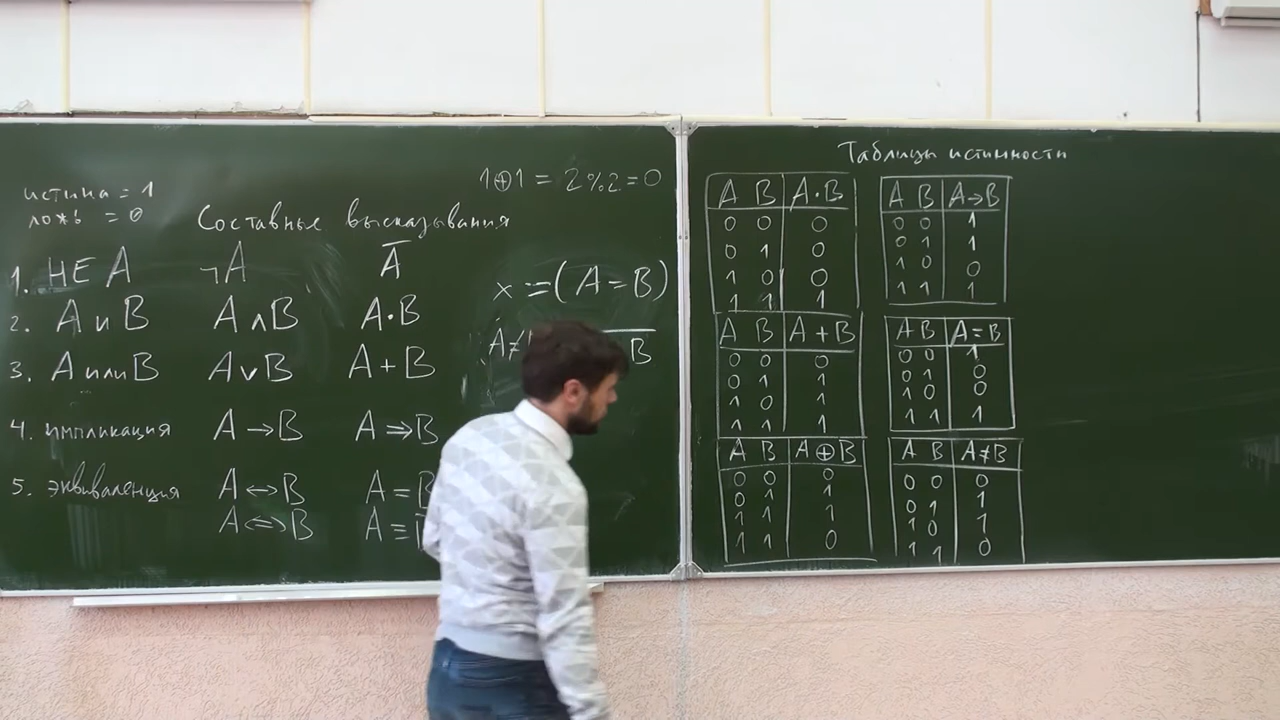 истина = 1
ложь = 0
1⊕1 = 2%2=0
Составные высказывания
1. НЕ A ¬A A̅
2. A и B A∧B A·B
3. A или B A∨B A+B
4. импликация A→B A⇒B
5. эквиваленция A↔B A=B
A⇔B A≡
x = (A = B)
A≠ B
Таблицы истинности
A B A·B
0 0 0
0 1 0
1 0 0
1 1 1
A B A+B
0 0 0
0 1 1
1 0 1
1 1 1
A B A⊕B
0 0 0
0 1 1
1 1 1
1 1 0
A B A→B
0 0 1
0 1 1
1 0 0
1 1 1
A B A=B
0 0 1
0 1 0
1 0 0
1 1 1
A B A≠B
0 0 0
0 1 1
1 0 1
1 1 0